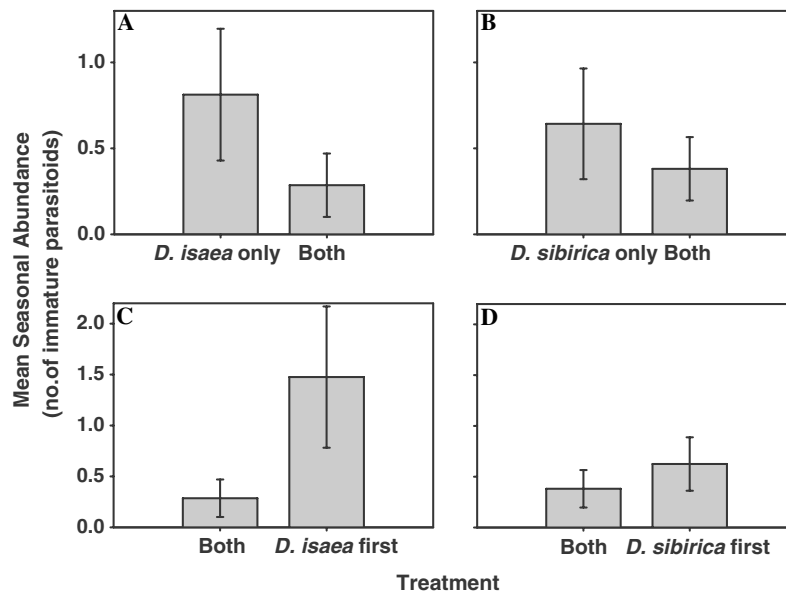 Mean Seasonal Abundance
(no.of immature parasitoids)
A
1.0
0.5
0.0
D. isaea only Both
B
D. sibirica only Both
C
2.0
1.5
1.0
0.5
0.0
Both D. isaea first
D
Both D. sibirica first
Treatment